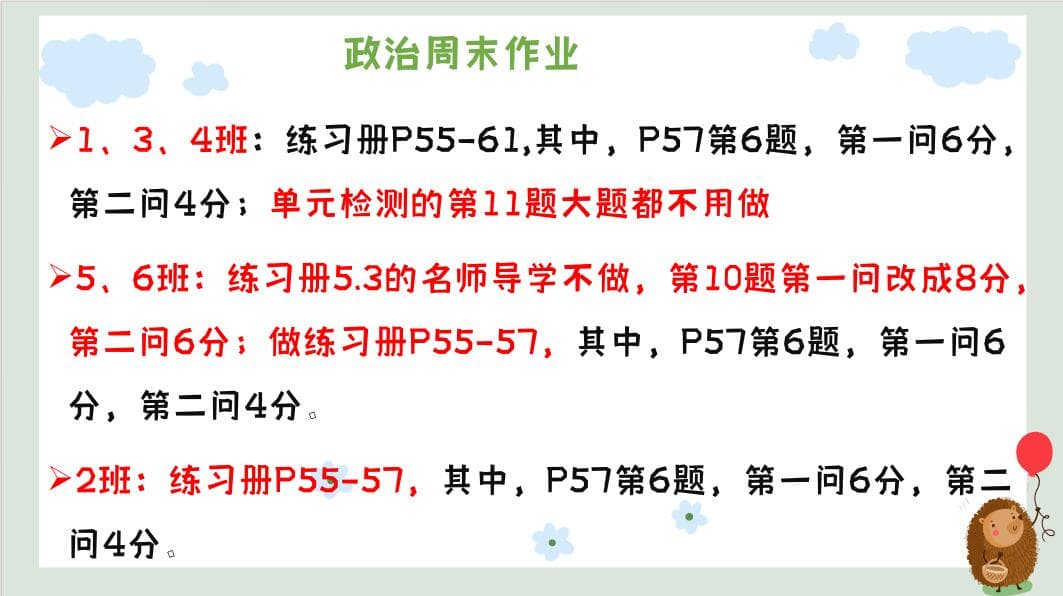 政治周末作业
➢1、3、4班：练习册P55-61,其中，P57第6题，第一问6分，
第二问4分；单元检测的第11题大题都不用做
➢5、6班：练习册5.3的名师导学不做，第10题第一问改成8分，
第二问6分；做练习册P55-57，其中，P57第6题，第一问6
分，第二问4分。
➢2班：练习册P55-57，其中，P57第6题，第一问6分，第二
问4分。